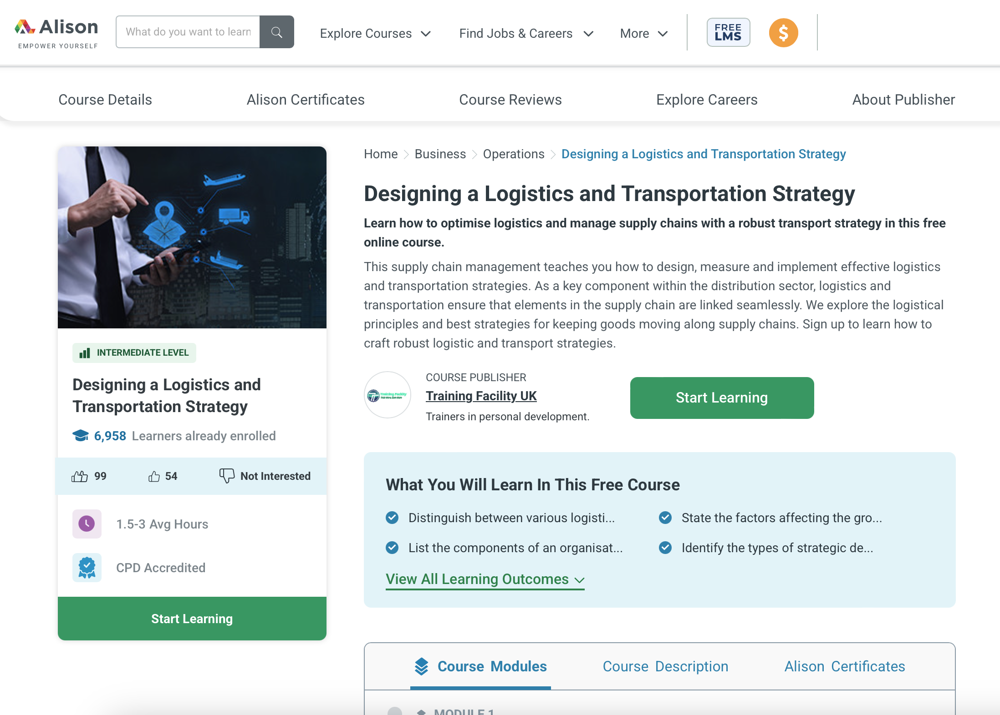 Alison
EMPOWER YOURSELF
What do you want to learn
Explore Courses
Find Jobs & Careers
More
FREE
LMS
$
Course Details
Alison Certificates
Course Reviews
Explore Careers
About Publisher
Home
Business
Operations
Designing a Logistics and Transportation Strategy
INTERMEDIATE LEVEL
Designing a Logistics and
Transportation Strategy
6,958 Learners already enrolled
99
54
Not Interested
1.5-3 Avg Hours
CPD Accredited
Start Learning
Designing a Logistics and Transportation Strategy
Learn how to optimise logistics and manage supply chains with a robust transport strategy in this free
online course.
This supply chain management teaches you how to design, measure and implement effective logistics
and transportation strategies. As a key component within the distribution sector, logistics and
transportation ensure that elements in the supply chain are linked seamlessly. We explore the logistical
principles and best strategies for keeping goods moving along supply chains. Sign up to learn how to
craft robust logistic and transport strategies.
Training Facility
Train More. Earn More
COURSE PUBLISHER
Training Facility UK
Trainers in personal development.
Start Learning
What You Will Learn In This Free Course
Distinguish between various logisti...
State the factors affecting the gro...
List the components of an organisat...
Identify the types of strategic de...
View All Learning Outcomes
Course Modules
Course Description
Alison Certificates
MODULE 1